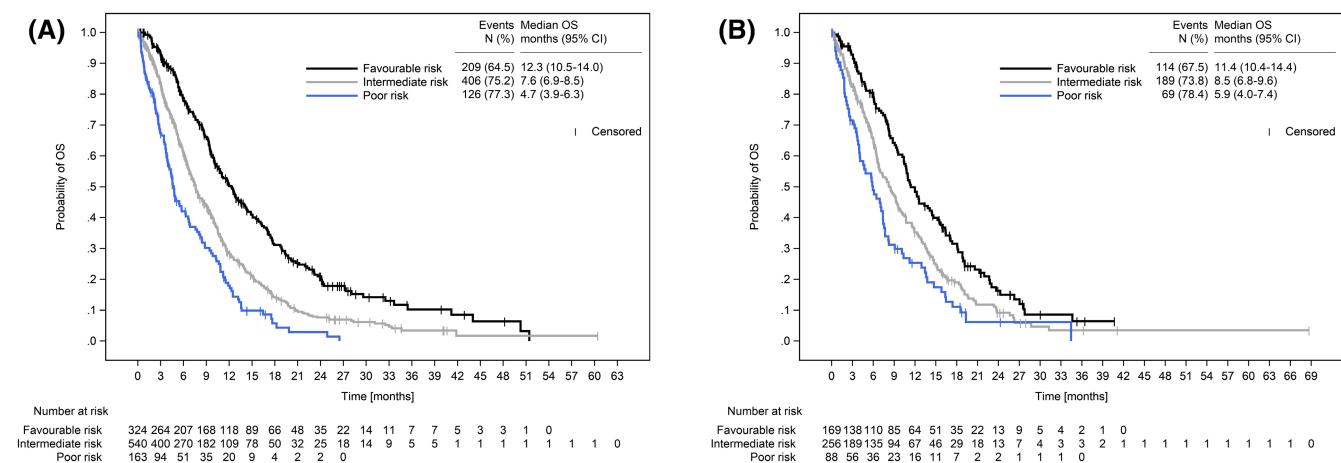 (A)
Events Median OS
N (%) months (95% CI)
Favourable risk 209 (64.5) 12.3 (10.5-14.0)
Intermediate risk 406 (75.2) 7.6 (6.9-8.5)
Poor risk 126 (77.3) 4.7 (3.9-6.3)
Censored
Probability of OS
1.0
.9
.8
.7
.6
.5
.4
.3
.2
.1
.0
0 3 6 9 12 15 18 21 24 27 30 33 36 39 42 45 48 51 54 57 60 63
Time [months]
Number at risk
Favourable risk 324 264 207 168 118 89 66 48 35 22 14 11 7 7 5 3 3 1 0
Intermediate risk 540 400 270 182 109 78 50 32 25 18 14 9 5 5 1 1 1 1 1 1 1 0
Poor risk 163 94 51 35 20 9 4 2 2 0
(B)
Events Median OS
N (%) months (95% CI)
Favourable risk 114 (67.5) 11.4 (10.4-14.4)
Intermediate risk 189 (73.8) 8.5 (6.8-9.6)
Poor risk 69 (78.4) 5.9 (4.0-7.4)
Censored
Probability of OS
1.0
.9
.8
.7
.6
.5
.4
.3
.2
.1
.0
0 3 6 9 12 15 18 21 24 27 30 33 36 39 42 45 48 51 54 57 60 63 66 69
Time [months]
Number at risk
Favourable risk 169 138 110 85 64 51 35 22 13 9 5 4 2 1 0
Intermediate risk 256 189 135 94 67 46 29 18 13 7 4 3 3 2 1 1 1 1 1 1 1 1 1 0
Poor risk 88 56 36 23 16 11 7 2 2 1 1 1 0